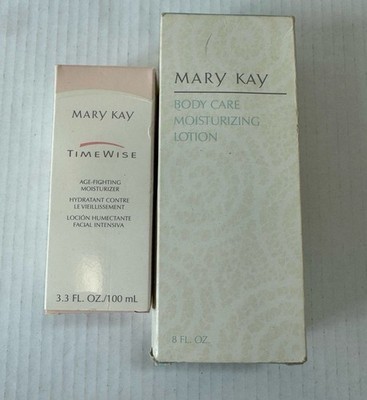 MARY KAY
TIMEWISE
AGE-FIGHTING
MOISTURIZER
HYDRATANT CONTRE
LE VIEILLISSEMENT
LOCIÓN HUMECTANTE
FACIAL INTENSIVA
3.3 FL. OZ./100 mL
MARY KAY
BODY CARE
MOISTURIZING
LOTION
8 FL. OZ.